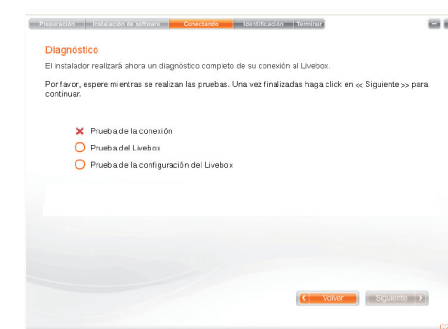 Preparación Instalación de software Conectando Identificación Terminar
Diagnóstico
El instalador realizará ahora un diagnóstico completo de su conexión al Livebox.
Por favor, espere mientras se realizan las pruebas. Una vez finalizadas haga click en << Siguiente >> para
continuar.
Prueba de la conexión
Prueba del Livebox
Prueba de la configuración del Livebox
Volver Siguiente